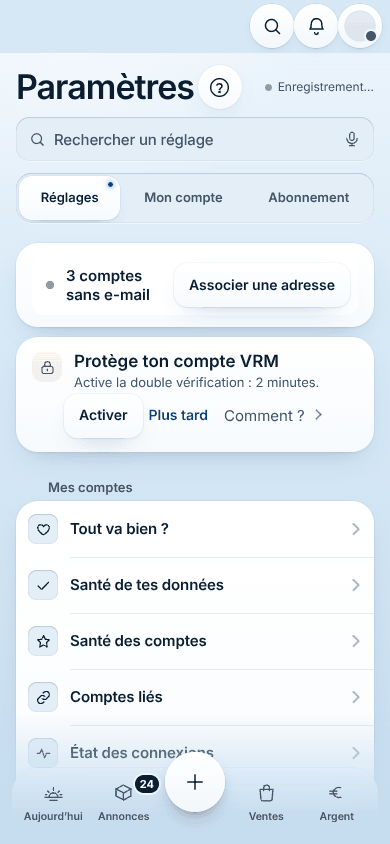 Paramètres
Enregistrement...
Rechercher un réglage
Réglages
Mon compte
Abonnement
3 comptes
sans e-mail
Associer une adresse
Protège ton compte VRM
Active la double vérification : 2 minutes.
Activer
Plus tard
Comment ?
Mes comptes
Tout va bien ?
Santé de tes données
Santé des comptes
Comptes liés
État des connexions
24
Aujourd'hui
Annonces
Ventes
Argent